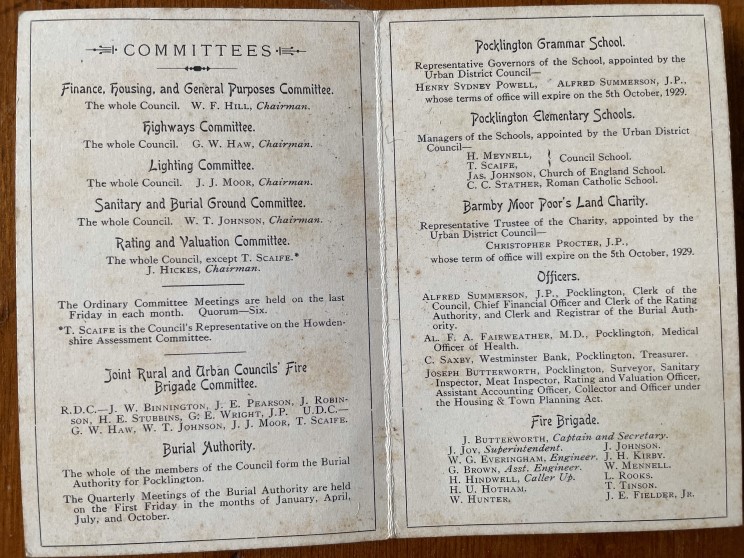 COMMITTEES
Finance, Housing, and General Purposes Committee.
The whole Council. W. F. HILL, Chairman.
Highways Committee.
The whole Council. G. W. HAW, Chairman.
Lighting Committee.
The whole Council. J. J. MOOR, Chairman.
Sanitary and Burial Ground Committee.
The whole Council. W. T. JOHNSON, Chairman.
Rating and Valuation Committee.
The whole Council, except T. SCAIFE.*
J. HICKES, Chairman.
The Ordinary Committee Meetings are held on the last
Friday in each month. Quorum—Six.
*T. SCAIFE is the Council's Representative on the Howden-
shire Assessment Committee.
Joint Rural and Urban Councils' Fire
Brigade Committee.
R.D.C.—J. W. BINNINGTON, J. E. PEARSON, J. ROBIN-
SON, H. E. STUBBINS, G. E. WRIGHT, J.P. U.D.C.—
G. W. HAW, W. T. JOHNSON, J. J. MOOR, T. SCAIFE.
Burial Authority.
The whole of the members of the Council form the Burial
Authority for Pocklington.
The Quarterly Meetings of the Burial Authority are held
on the First Friday in the months of January, April,
July, and October.
Pocklington Grammar School.
Representative Governors of the School, appointed by the
Urban District Council—
HENRY SYDNEY POWELL, ALFRED SUMMERSON, J.P.,
whose terms of office will expire on the 5th October, 1929.
Pocklington Elementary Schools.
Managers of the Schools, appointed by the Urban District
Council—
H. MEYNELL,
T. SCAIFE, } Council School.
JAS. JOHNSON, Church of England School.
C. C. STATHER, Roman Catholic School.
Barmby Moor Poor's Land Charity.
Representative Trustee of the Charity, appointed by the
Urban District Council—
CHRISTOPHER PROCTER, J.P.,
whose term of office will expire on the 5th October, 1929.
Officers.
ALFRED SUMMERSON, J.P., Pocklington, Clerk of the
Council, Chief Financial Officer and Clerk of the Rating
Authority, and Clerk and Registrar of the Burial Auth-
ority.
AL. F. A. FAIRWEATHER, M.D., Pocklington, Medical
Officer of Health.
C. SAXBY, Westminster Bank, Pocklington, Treasurer.
JOSEPH BUTTERWORTH, Pocklington, Surveyor, Sanitary
Inspector, Meat Inspector, Rating and Valuation Officer,
Assistant Accounting Officer, Collector and Officer under
the Housing & Town Planning Act.
Fire Brigade.
J. BUTTERWORTH, Captain and Secretary.
J. JOY, Superintendent. J. JOHNSON.
W. G. EVERINGHAM, Engineer. J. H. KIRBY.
G. BROWN, Asst. Engineer. W. MENNELL.
H. HINDWELL, Caller Up. L. ROOKS.
H. U. HOTHAM. T. TINSON.
W. HUNTER, J. E. FIELDER, JR.